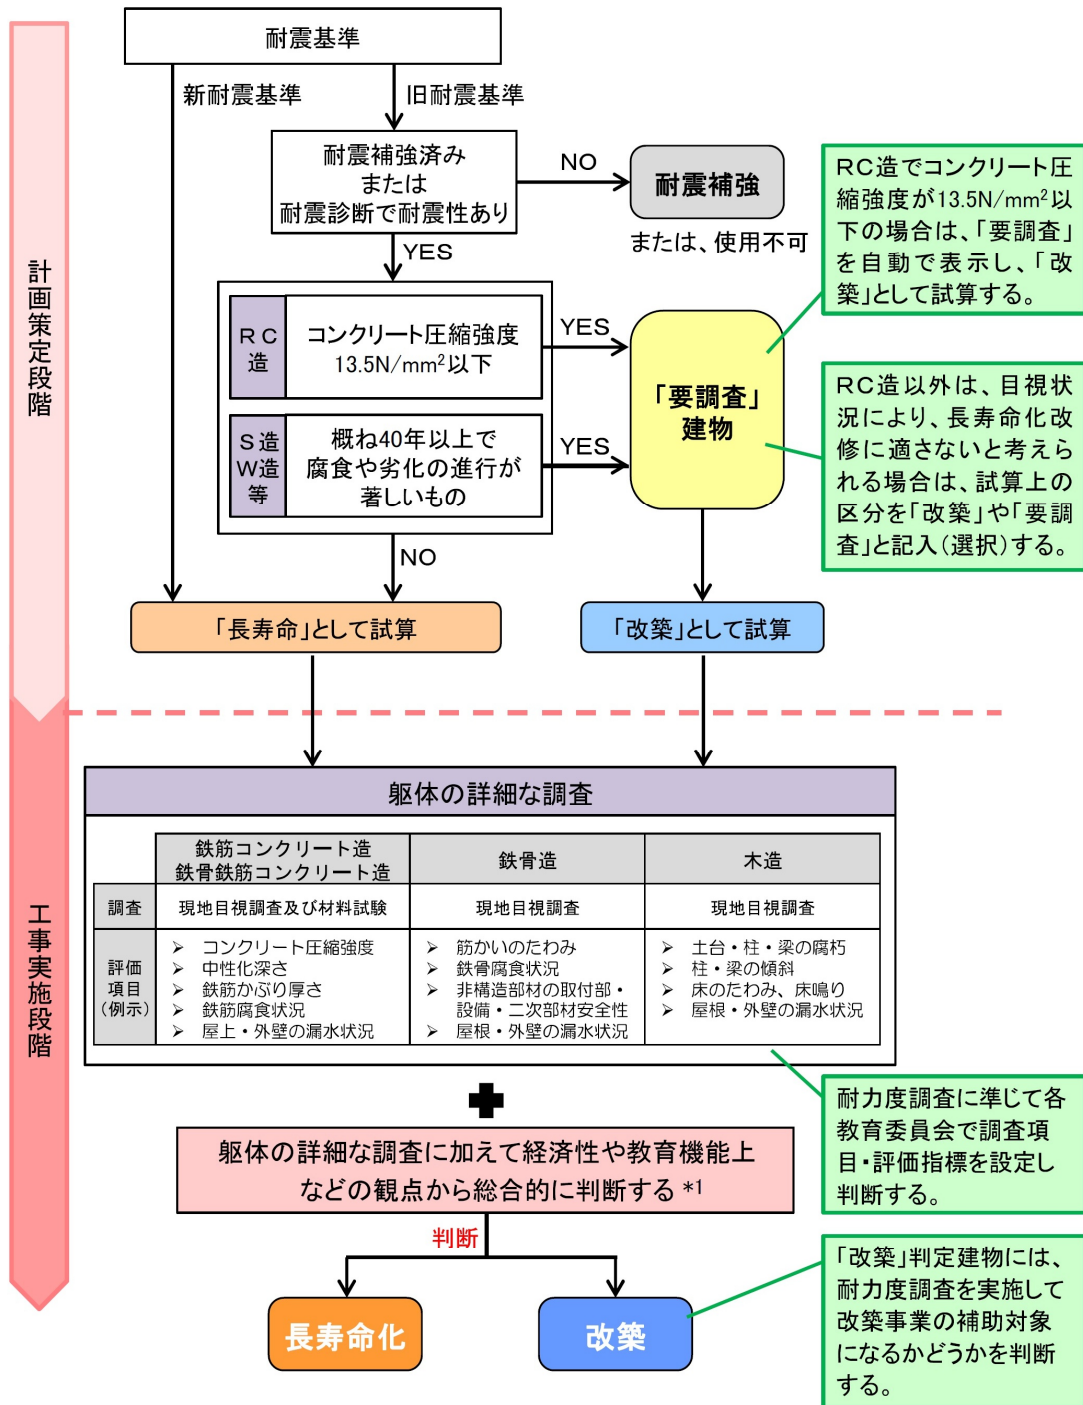 耐震基準
新耐震基準
旧耐震基準
耐震補強済み
または
耐震診断で耐震性あり
NO
耐震補強
または、使用不可
YES
RC造でコンクリート圧
縮強度が13.5N/mm²以
下の場合は、「要調査」
を自動で表示し、「改
築」として試算する。
計画策定段階
RC
造
コンクリート圧縮強度
13.5N/mm²以下
YES
「要調査」
建物
S造
W造
等
概ね40年以上で
腐食や劣化の進行が
著しいもの
YES
RC造以外は、目視状
況により、長寿命化改
修に適さないと考えら
れる場合は、試算上の
区分を「改築」や「要調
査」と記入(選択)する。
NO
「長寿命」として試算
「改築」として試算
工事実施段階
躯体の詳細な調査
鉄筋コンクリート造
鉄骨鉄筋コンクリート造
鉄骨造
木造
調査
現地目視調査及び材料試験
現地目視調査
現地目視調査
評価
項目
(例示)
➢ コンクリート圧縮強度
➢ 中性化深さ
➢ 鉄筋かぶり厚さ
➢ 鉄筋腐食状況
➢ 屋上・外壁の漏水状況
➢ 筋かいのたわみ
➢ 鉄骨腐食状況
➢ 非構造部材の取付部・
設備・二次部材安全性
➢ 屋根・外壁の漏水状況
➢ 土台・柱・梁の腐朽
➢ 柱・梁の傾斜
➢ 床のたわみ、床鳴り
➢ 屋根・外壁の漏水状況
耐力度調査に準じて各
教育委員会で調査項
目・評価指標を設定し
判断する。
躯体の詳細な調査に加えて経済性や教育機能上
などの観点から総合的に判断する *1
判断
長寿命化
改築
「改築」判定建物には、
耐力度調査を実施して
改築事業の補助対象
になるかどうかを判断
する。